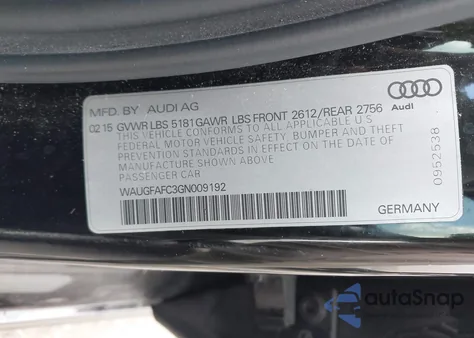 MFD. BY AUDI AG
02 15 GVWR LBS 5181 GAWR LBS FRONT 2612/REAR 2756
THIS VEHICLE CONFORMS TO ALL APPLICABLE U S
FEDERAL MOTOR VEHICLE SAFETY, BUMPER AND THEFT
PREVENTION STANDARDS IN EFFECT ON THE DATE OF
MANUFACTURE SHOWN ABOVE.
PASSENGER CAR
Audi
0952538
WAUGFAFC3GN009192
GERMANY
autoSnap